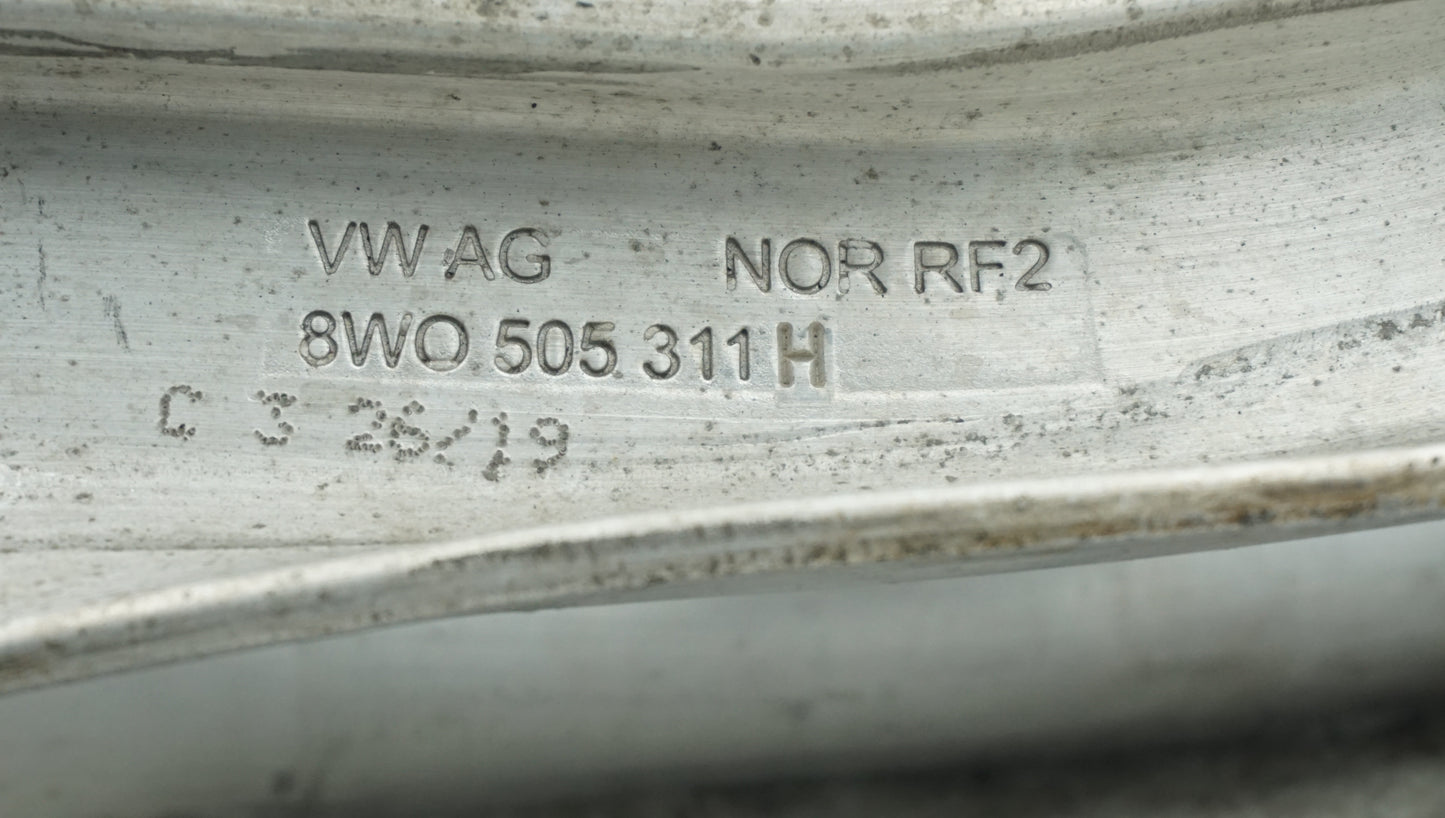 VW AG NOR RF2
8W0 505 311 H
C 3 26/19